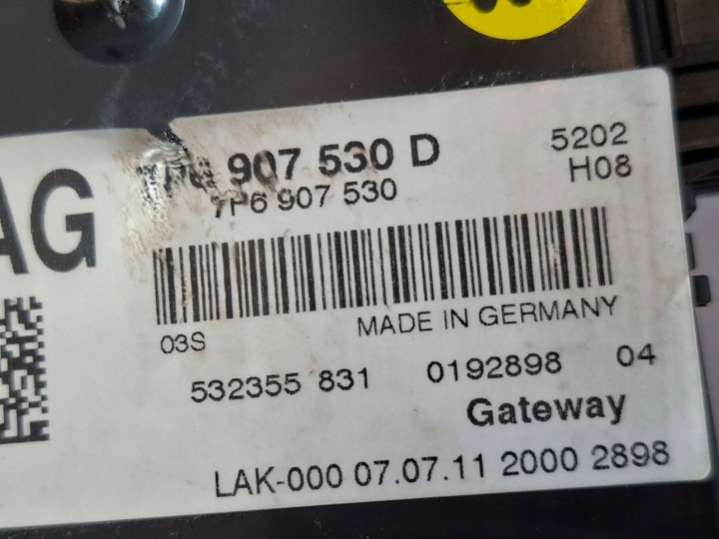 AG
7P6 907 530 D
7P6 907 530
5202
H08
03S
MADE IN GERMANY
532355 831 0192898 04
Gateway
LAK-000 07.07.11 2000 2898